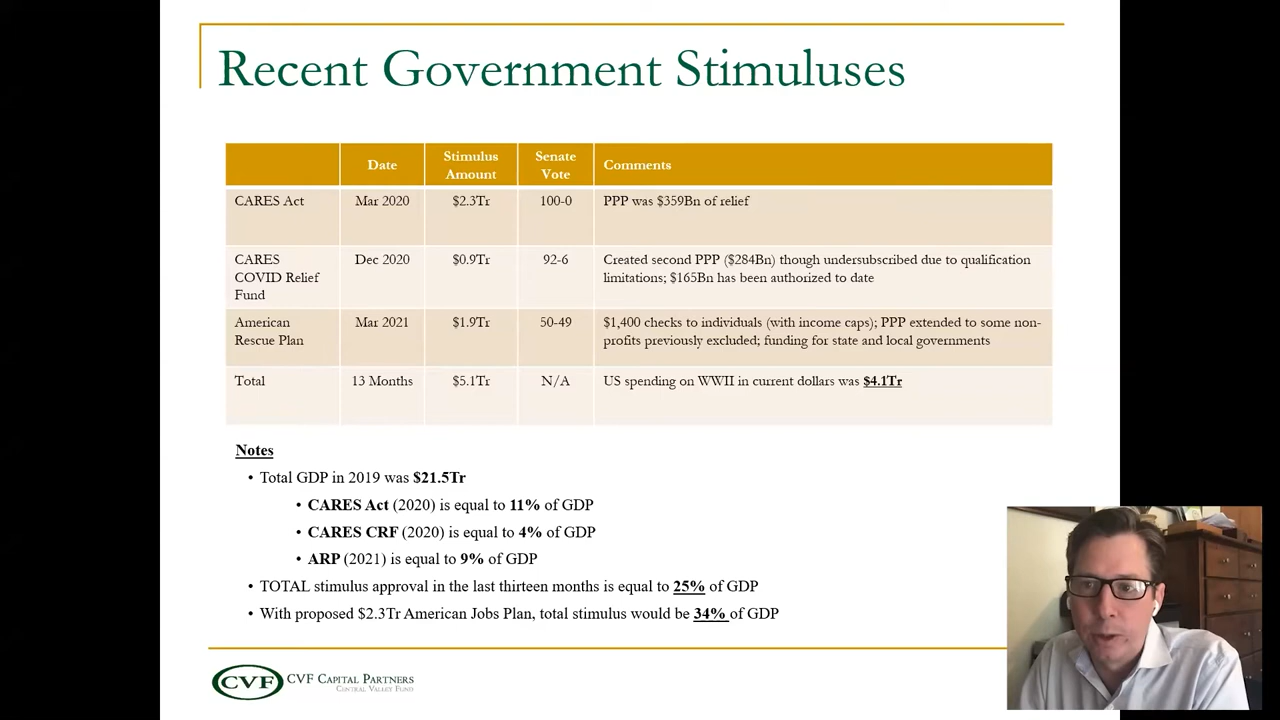 Recent Government Stimuluses
Date
Stimulus
Amount
Senate
Vote
Comments
CARES Act
Mar 2020
$2.3Tr
100-0
PPP was $359Bn of relief
CARES
COVID Relief
Fund
Dec 2020
$0.9Tr
92-6
Created second PPP ($284Bn) though undersubscribed due to qualification
limitations; $165Bn has been authorized to date
American
Rescue Plan
Mar 2021
$1.9Tr
50-49
$1,400 checks to individuals (with income caps); PPP extended to some non-
profits previously excluded; funding for state and local governments
Total
13 Months
$5.1Tr
N/A
US spending on WWII in current dollars was $4.1Tr
Notes
• Total GDP in 2019 was $21.5Tr
• CARES Act (2020) is equal to 11% of GDP
• CARES CRF (2020) is equal to 4% of GDP
• ARP (2021) is equal to 9% of GDP
• TOTAL stimulus approval in the last thirteen months is equal to 25% of GDP
• With proposed $2.3Tr American Jobs Plan, total stimulus would be 34% of GDP
CVF
CVF CAPITAL PARTNERS
CENTRAL VALLEY FUND